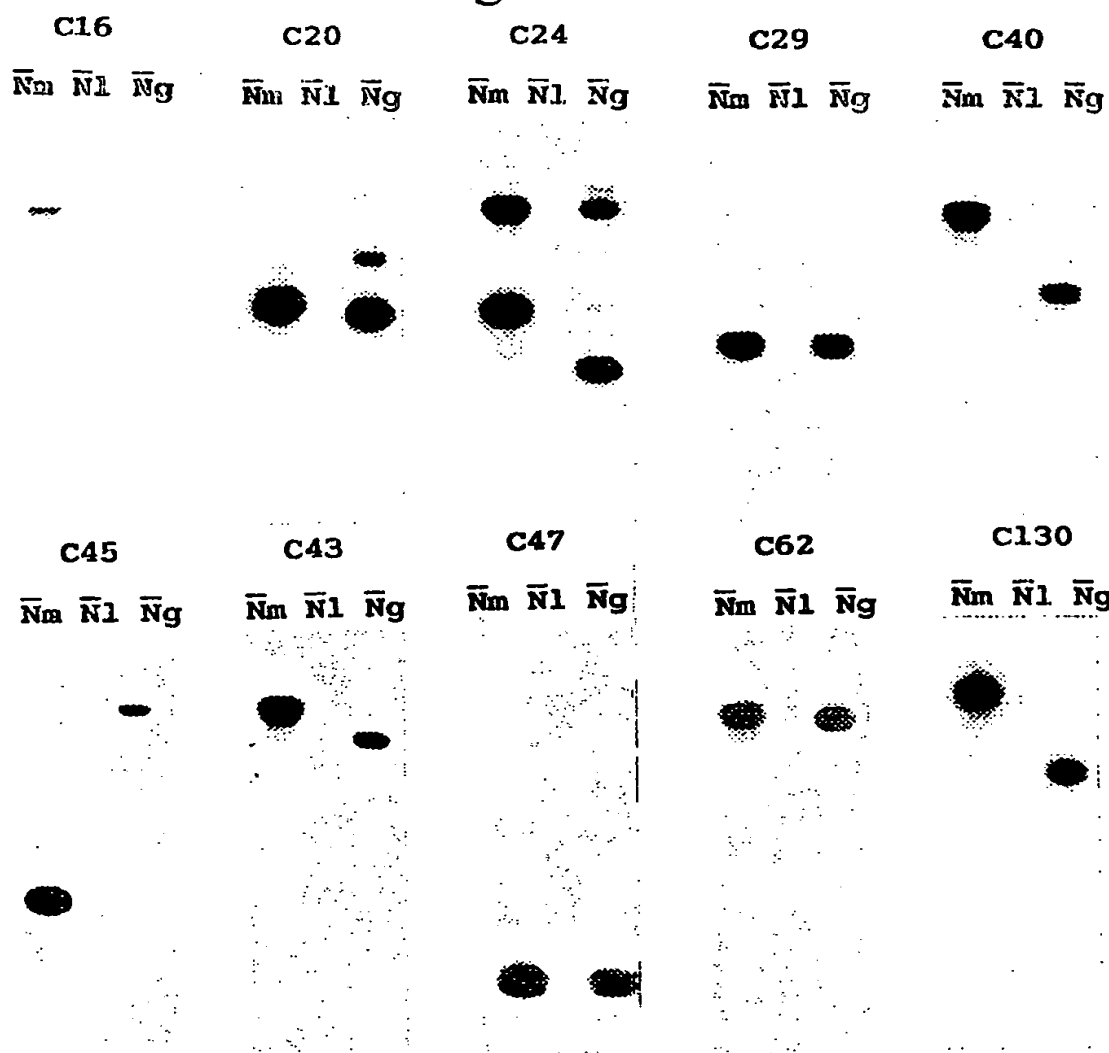 g
C16 C20 C24 C29 C40
N̅m N̅l N̅g N̅m N̅l N̅g N̅m N̅l N̅g N̅m N̅l N̅g N̅m N̅l N̅g
C45 C43 C47 C62 C130
N̅m N̅l N̅g N̅m N̅l N̅g N̅m N̅l N̅g N̅m N̅l N̅g N̅m N̅l N̅g